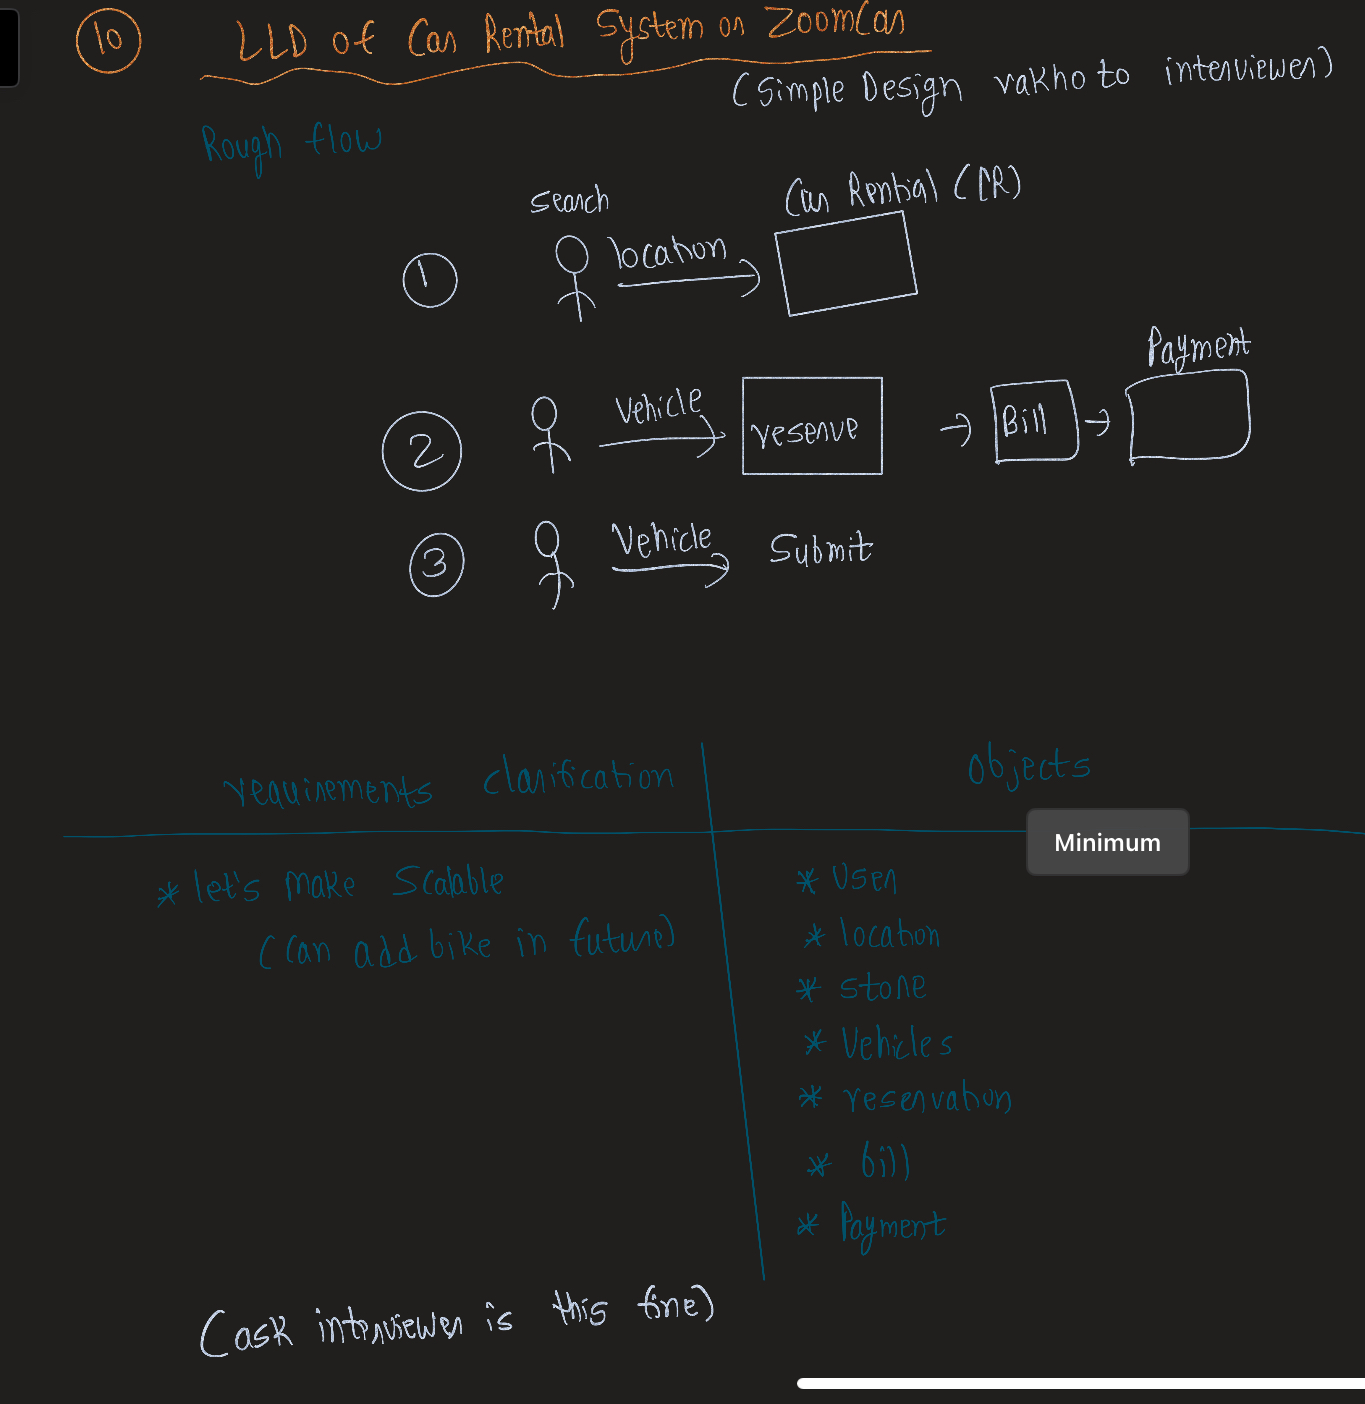 10 LLD of Car Rental System or ZoomCar
(Simple Design rakho to interviewer)
Rough flow
search
Car Rential (CR)
1 location
Payment
2 Vehicle reserve → Bill →
3 Vehicle Submit
requirements clarification
Objects
Minimum
* let's make Scalable
(Can add bike in future)
* User
* location
* store
* Vehicles
* reservation
* bill
* Payment
(ask interviewer is this fine)